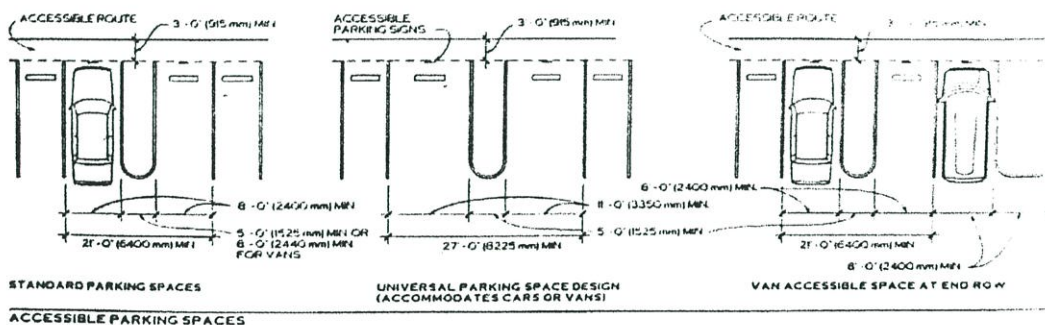 ACCESSIBLE ROUTE
3'-0" (915 mm) MIN
8'-0" (2400 mm) MIN
5'-0" (1525 mm) MIN OR
8'-0" (2440 mm) MIN
FOR VANS
21'-0" (6400 mm) MIN
STANDARD PARKING SPACES
ACCESSIBLE
PARKING SIGNS
3'-0" (915 mm) MIN
11'-0" (3350 mm) MIN.
5'-0" (1525 mm) MIN
27'-0" (8225 mm) MIN
UNIVERSAL PARKING SPACE DESIGN
(ACCOMMODATES CARS OR VANS)
ACCESSIBLE ROUTE
MIN
(2400 mm) MIN.
21'-0" (6400 mm) MIN
8'-0" (2400 mm) MIN
VAN ACCESSIBLE SPACE AT END ROW
ACCESSIBLE PARKING SPACES